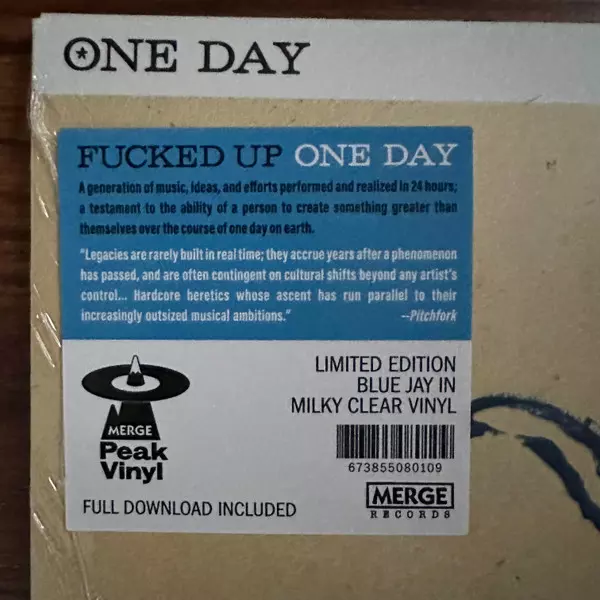 ONE DAY
FUCKED UP ONE DAY
A generation of music, ideas, and efforts performed and realized in 24 hours;
a testament to the ability of a person to create something greater than
themselves over the course of one day on earth.
"Legacies are rarely built in real time; they accrue years after a phenomenon
has passed, and are often contingent on cultural shifts beyond any artist's
control... Hardcore heretics whose ascent has run parallel to their
increasingly outsized musical ambitions." --Pitchfork
LIMITED EDITION
BLUE JAY IN
MILKY CLEAR VINYL
MERGE
Peak
Vinyl
673855080109
FULL DOWNLOAD INCLUDED
MERGE
RECORDS